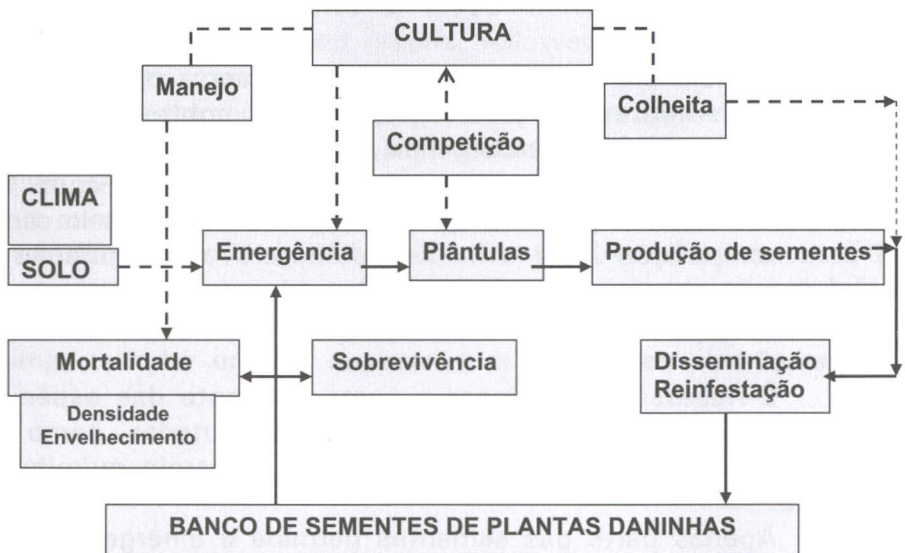 CULTURA
Manejo
Colheita
Competição
CLIMA
SOLO
Emergência
Plântulas
Produção de sementes
Mortalidade
Sobrevivência
Disseminação
Reinfestação
Densidade
Envelhecimento
BANCO DE SEMENTES DE PLANTAS DANINHAS